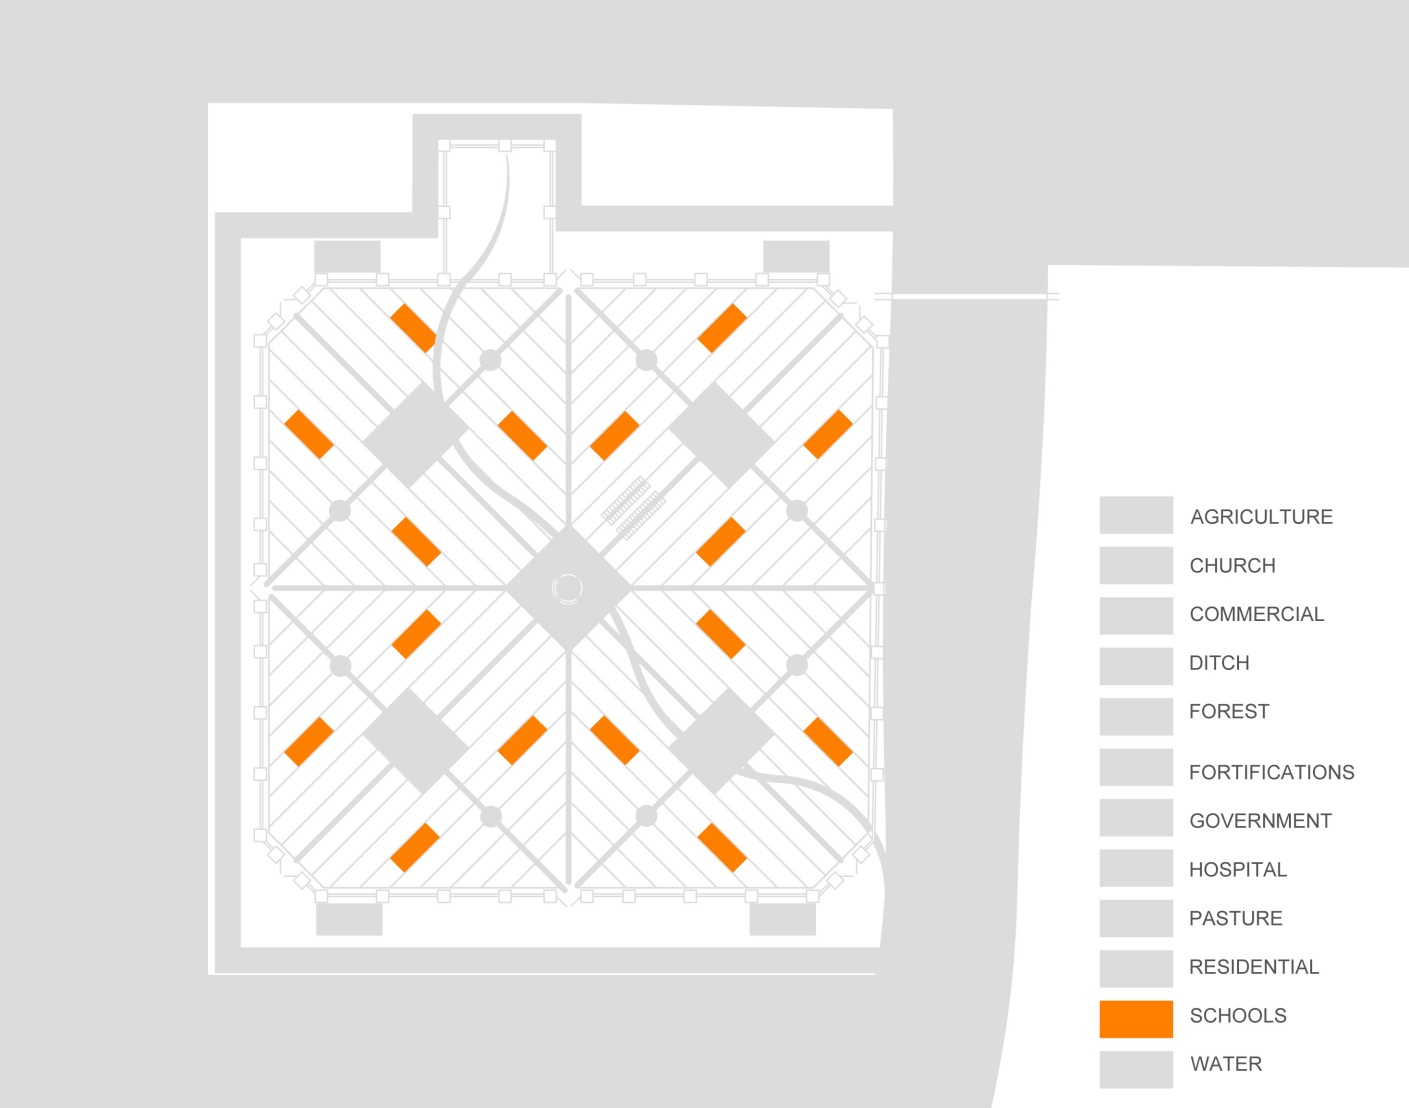 AGRICULTURE
CHURCH
COMMERCIAL
DITCH
FOREST
FORTIFICATIONS
GOVERNMENT
HOSPITAL
PASTURE
RESIDENTIAL
SCHOOLS
WATER